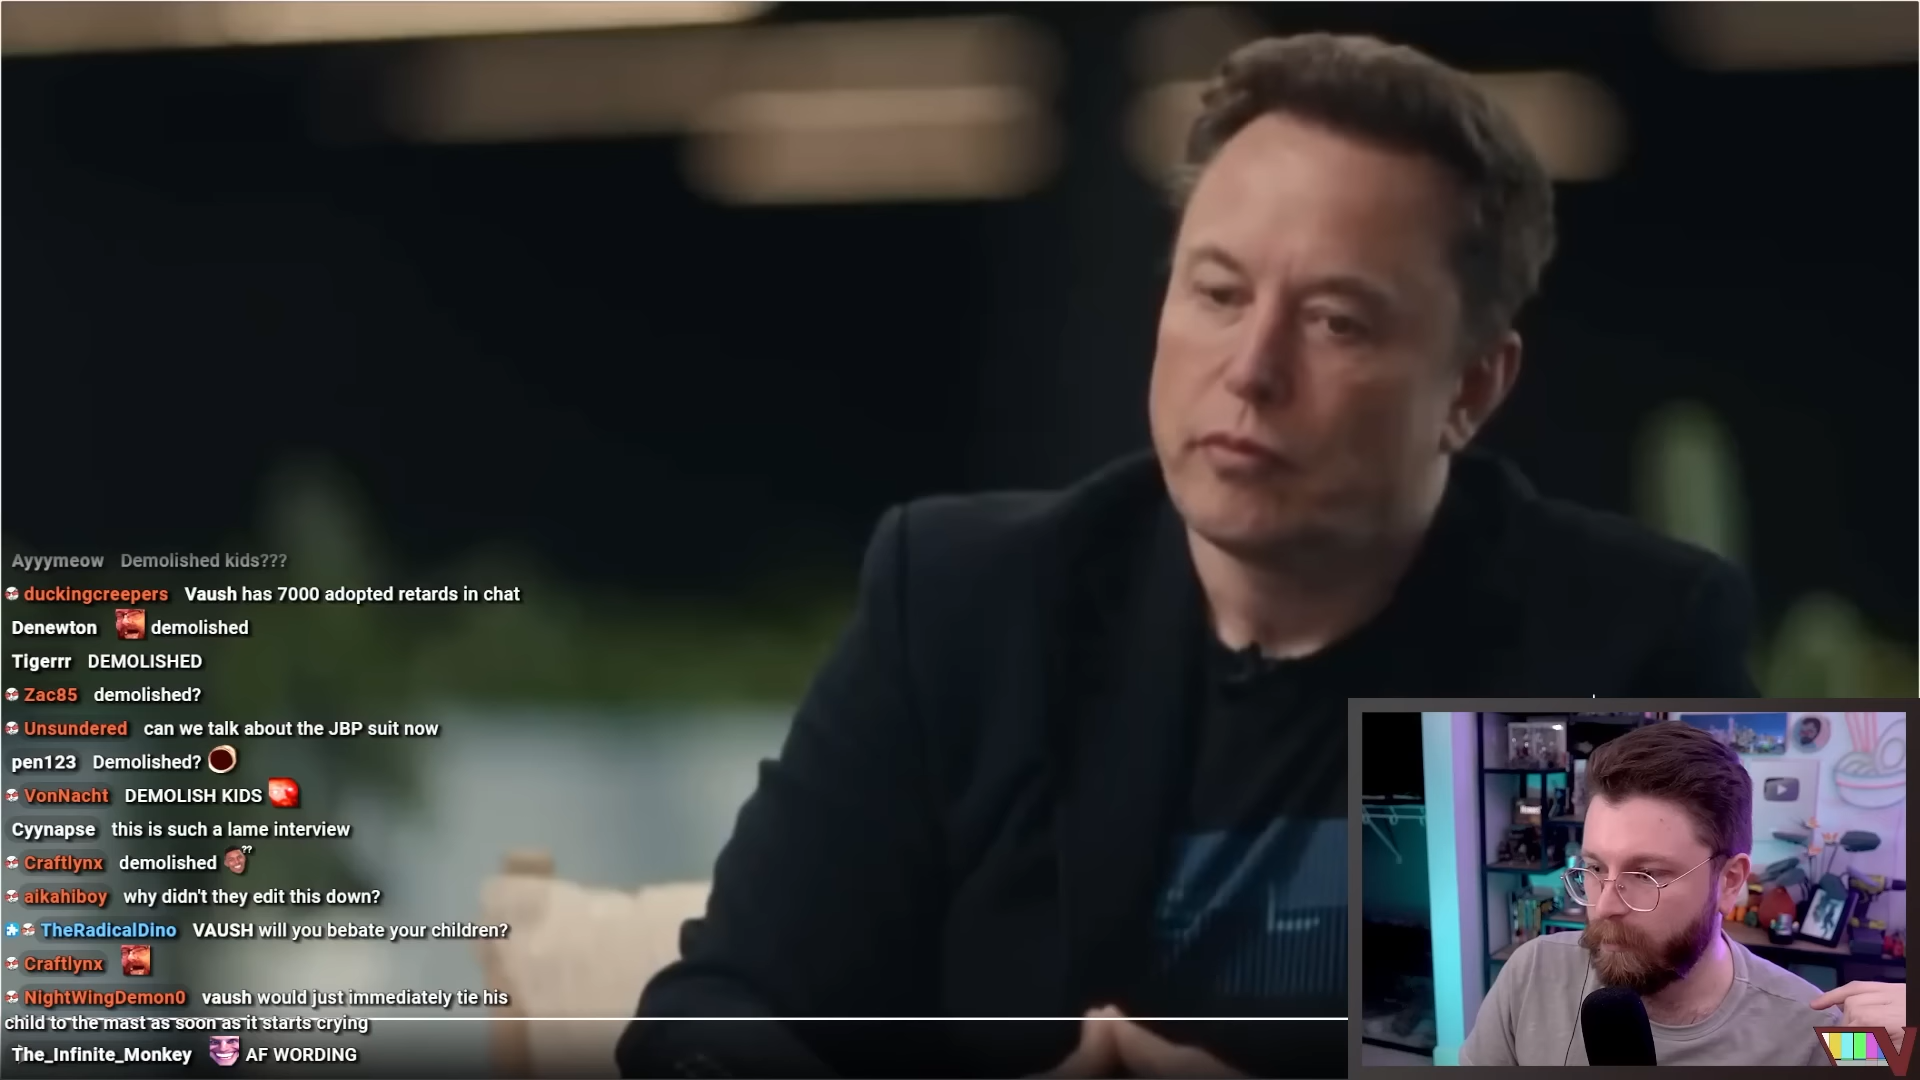 Ayyymeow Demolished kids???
duckingcreepers Vaush has 7000 adopted retards in chat
Denewton demolished
Tigerrr DEMOLISHED
Zac85 demolished?
Unsundered can we talk about the JBP suit now
pen123 Demolished?
VonNacht DEMOLISH KIDS
Cyynapse this is such a lame interview
Craftlynx demolished ??
aikahiboy why didn't they edit this down?
TheRadicalDino VAUSH will you bebate your children?
Craftlynx
NightWingDemon0 vaush would just immediately tie his
child to the mast as soon as it starts crying
The_Infinite_Monkey AF WORDING
V